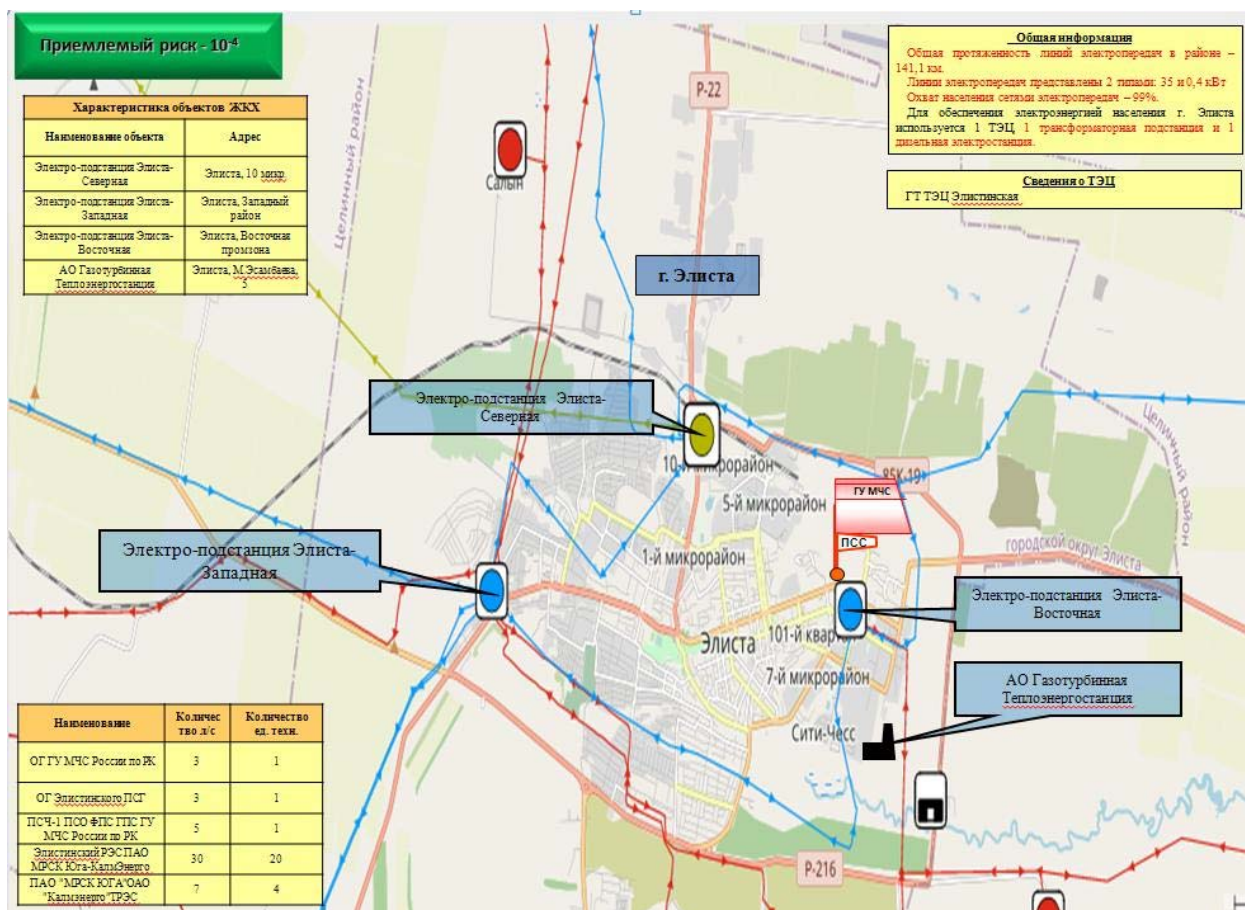 Приемлемый риск - 10⁻⁴
Характеристика объектов ЖКХ
Наименование объекта
Адрес
Электро-подстанция Элиста-
Северная
Элиста, 10 микр.
Электро-подстанция Элиста-
Западная
Элиста, Западный
район
Электро-подстанция Элиста-
Восточная
Элиста, Восточная
промзона
АО Газотурбинная
Теплоэнергостанция
Элиста, М.Эсамбаева,
5
Общая информация
Общая протяженность линий электропередач в районе –
141,1 км.
Линии электропередач представлены 2 типами: 35 и 0,4 кВт
Охват населения сетями электропередач – 99%.
Для обеспечения электроэнергией населения г. Элиста
используется 1 ТЭЦ, 1 трансформаторная подстанция и 1
дизельная электростанция.
Сведения о ТЭЦ
ГТ ТЭЦ Элистинская
Р-22
Салын
Целинный район
г. Элиста
Электро-подстанция Элиста-
Северная
10-й микрорайон
85К-19
Целинный район
5-й микрорайон
ГУ МЧС
ПСС
1-й микрорайон
городской округ Элиста
Электро-подстанция Элиста-
Западная
Электро-подстанция Элиста-
Восточная
Элиста
101-й кварта
7-й микрорайон
АО Газотурбинная
Теплоэнергостанция
Сити-Чесс
Р-216
Наименование
Количес
тво л/с
Количество
ед. техн.
ОГ ГУ МЧС России по РК
3
1
ОГ Элистинского ПСГ
3
1
ПСЧ-1 ПСО ФПС ГПС ГУ
МЧС России по РК
5
1
Элистинский РЭС ПАО
МРСК Юга-КалмЭнерго
30
20
ПАО "МРСК ЮГА"ОАО
"Калмэнерго"ТРЭС
7
4